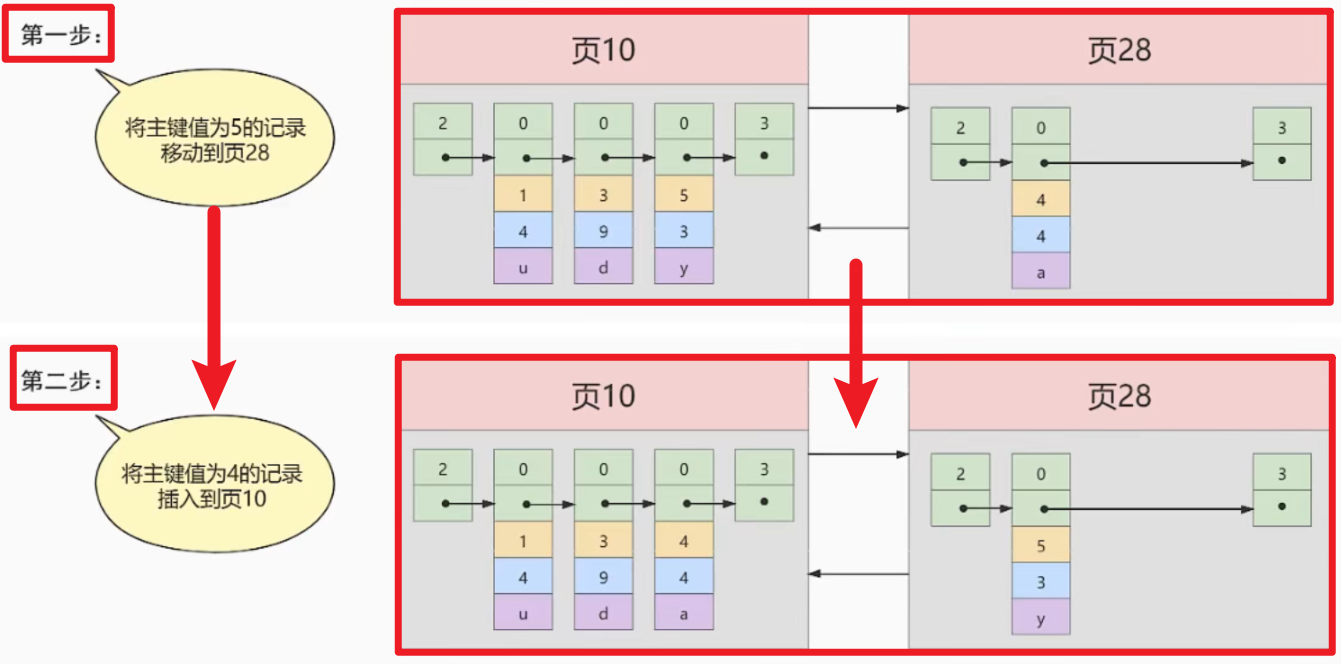 第一步：
将主键值为5的记录
移动到页28
页10
页28
2 0 0 0 3
1 3 5
4 9 3
u d y
2 0 3
4
4
a
第二步：
将主键值为4的记录
插入到页10
页10
页28
2 0 0 0 3
1 3 4
4 9 4
u d a
2 0 3
5
3
y